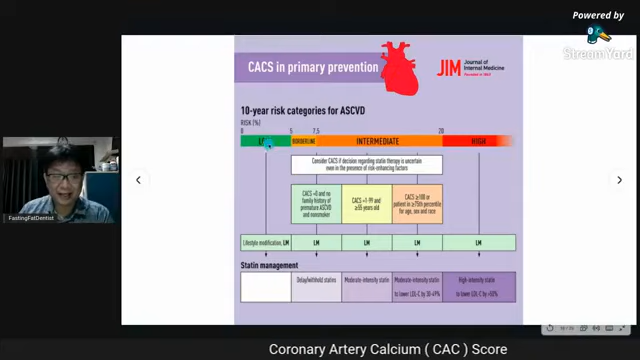 Powered by
StreamYard
CACS in primary prevention
JIM
Journal of
Internal Medicine
10-year risk categories for ASCVD
RISK (%)
0 5 7,5 20
BORDERLINE INTERMEDIATE HIGH
Consider CACS if decision regarding statin therapy is uncertain
even in the presence of risk-enhancing factors
CACS =0 and no
family history of
premature ASCVD
and nonsmoker
CACS =1-99 and
≥55 years old
CACS ≥100 or
patient in ≥75th percentile
for age, sex and race
Lifestyle modification, LM
LM LM LM LM
Statin management
Delay/withhold statins
Moderate-intensity statin
Moderate-intensity statin
to lower LDL-C by 30-49%
High-intensity statin
to lower LDL-C by >50%
FastingFatDentist
Coronary Artery Calcium ( CAC ) Score